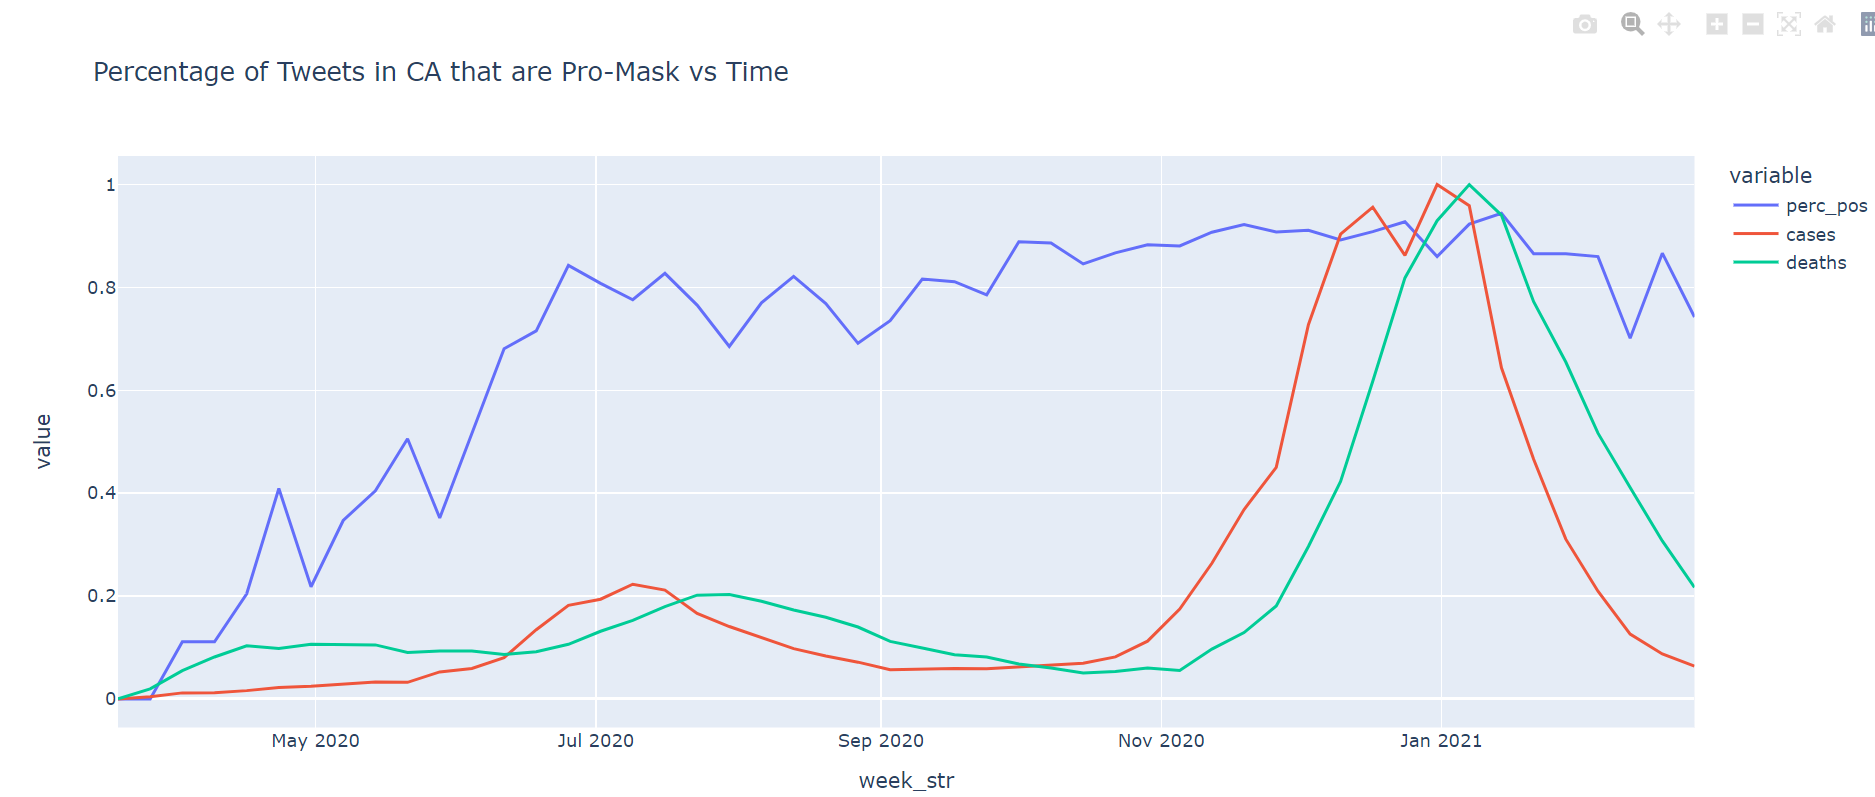 Percentage of Tweets in CA that are Pro-Mask vs Time
variable
perc_pos
cases
deaths
value
1
0.8
0.6
0.4
0.2
0
May 2020
Jul 2020
Sep 2020
Nov 2020
Jan 2021
week_str